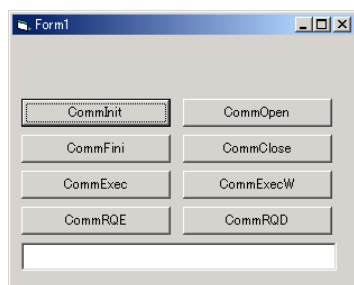 Form1
CommInit CommOpen
CommFini CommClose
CommExec CommExecW
CommRQE CommRQD